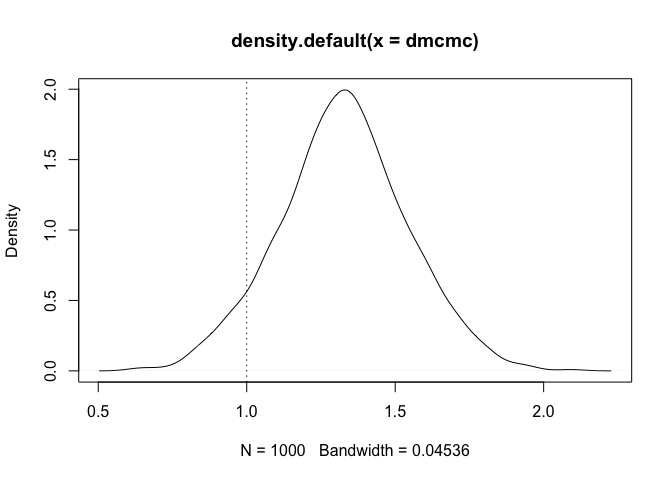 density.default(x = dmcmc)
Density
0.0 0.5 1.0 1.5 2.0
0.5 1.0 1.5 2.0
N = 1000 Bandwidth = 0.04536